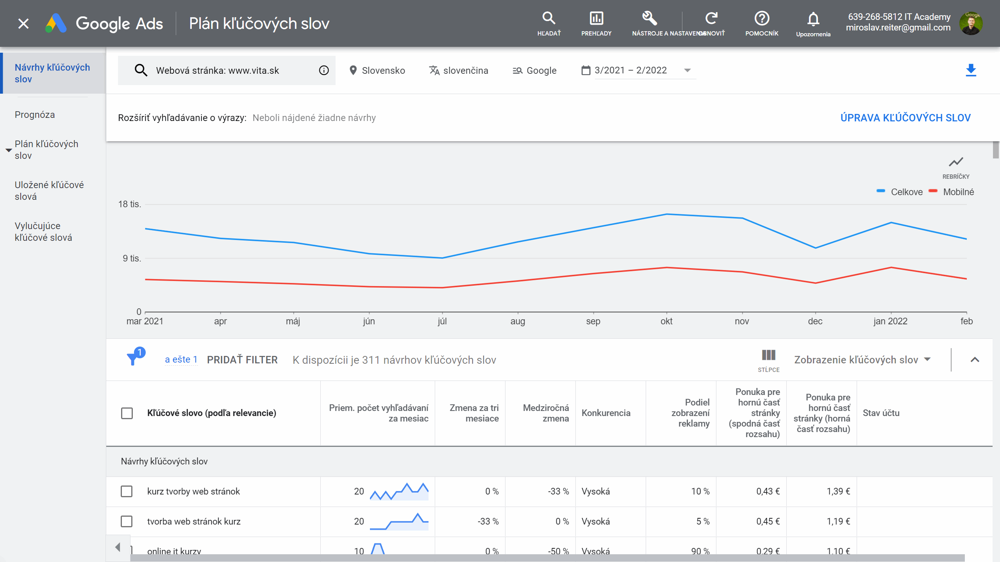 Google Ads
Plán kľúčových slov
HĽADAŤ
PREHĽADY
NÁSTROJE A NASTAVENIA
OBNOVIŤ
POMOCNÍK
Upozornenia
639-268-5812 IT Academy
miroslav.reiter@gmail.com
Google
Návrhy kľúčových
slov
Prognóza
Plán kľúčových
slov
Uložené kľúčové
slová
Vylučujúce
kľúčové slová
Webová stránka: www.vita.sk
Slovensko
slovenčina
Google
3/2021 – 2/2022
Rozšíriť vyhľadávanie o výrazy: Neboli nájdené žiadne návrhy
ÚPRAVA KĽÚČOVÝCH SLOV
REBRÍČKY
Celkove
Mobilné
18 tis.
9 tis.
0
mar 2021 apr máj jún júl aug sep okt nov dec jan 2022 feb
1
a ešte 1
PRIDAŤ FILTER
K dispozícii je 311 návrhov kľúčových slov
STĹPCE
Zobrazenie kľúčových slov
Kľúčové slovo (podľa relevancie)
Priem. počet vyhľadávaní
za mesiac
Zmena za tri
mesiace
Medziročná
zmena
Konkurencia
Podiel
zobrazení
reklamy
Ponuka pre
hornú časť
stránky
(spodná časť
rozsahu)
Ponuka pre
hornú časť
stránky (horná
časť rozsahu)
Stav účtu
Návrhy kľúčových slov
kurz tvorby web stránok 20 0 % -33 % Vysoká 10 % 0,43 € 1,39 €
tvorba web stránok kurz 20 -33 % 0 % Vysoká 5 % 0,45 € 1,19 €
online it kurzy 10 0 % -50 % Vysoká 90 % 0,29 € 1,10 €